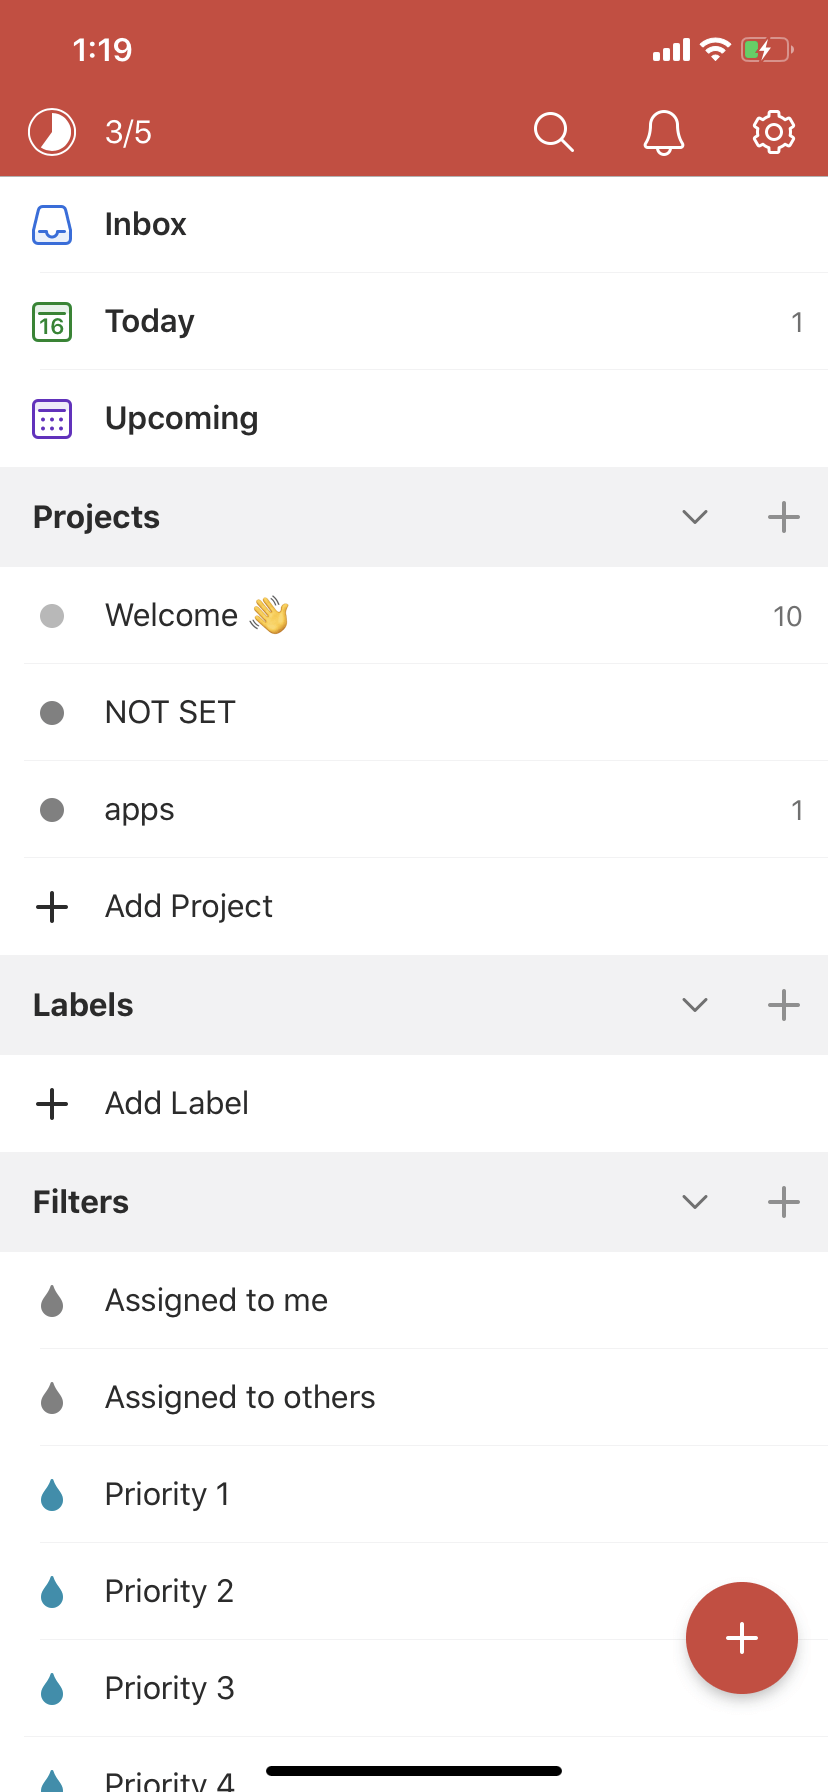 1:19
3/5
Inbox
16
Today 1
Upcoming
Projects
Welcome 👋 10
NOT SET
apps 1
Add Project
Labels
Add Label
Filters
Assigned to me
Assigned to others
Priority 1
Priority 2
Priority 3
Priority 4